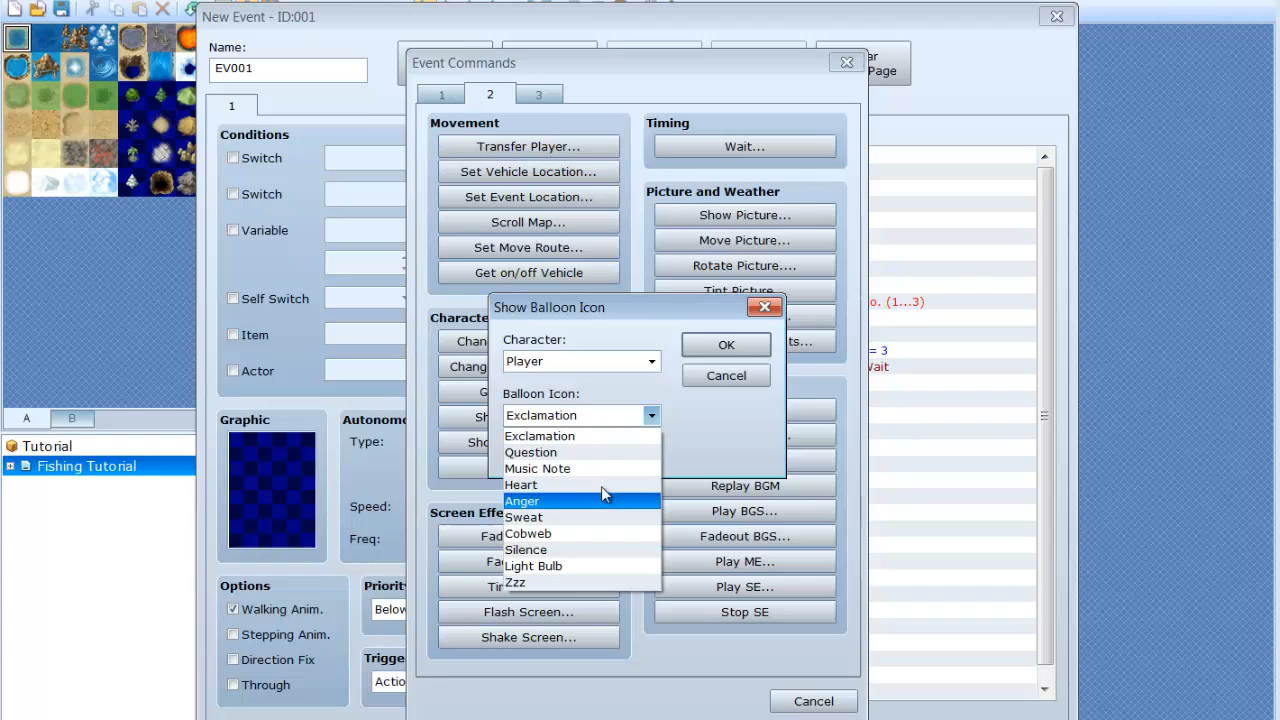 New Event - ID:001
Name:
EV001
Page
1
Conditions
Switch
Switch
Variable
Self Switch
Item
Actor
Graphic
Type:
Speed:
Freq:
Options
Walking Anim.
Stepping Anim.
Direction Fix
Through
Below
A
B
Tutorial
Fishing Tutorial
Event Commands
1
2
3
Movement
Transfer Player...
Set Vehicle Location...
Set Event Location...
Scroll Map...
Set Move Route...
Get on/off Vehicle
Flash Screen...
Shake Screen...
Timing
Wait...
Picture and Weather
Show Picture...
Move Picture...
Rotate Picture....
Tint Picture
Replay BGM
Play BGS...
Fadeout BGS...
Play ME...
Play SE...
Stop SE
Cancel
Show Balloon Icon
Character:
Player
OK
Cancel
Balloon Icon:
Exclamation
Exclamation
Question
Music Note
Heart
Anger
Sweat
Cobweb
Silence
Light Bulb
Zzz
o. (1...3)
= 3
Wait